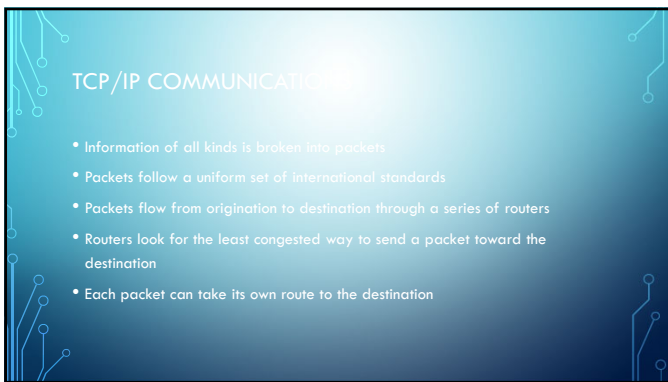 TCP/IP COMMUNICATION
• Information of all kinds is broken into packets
• Packets follow a uniform set of international standards
• Packets flow from origination to destination through a series of routers
• Routers look for the least congested way to send a packet toward the
destination
• Each packet can take its own route to the destination